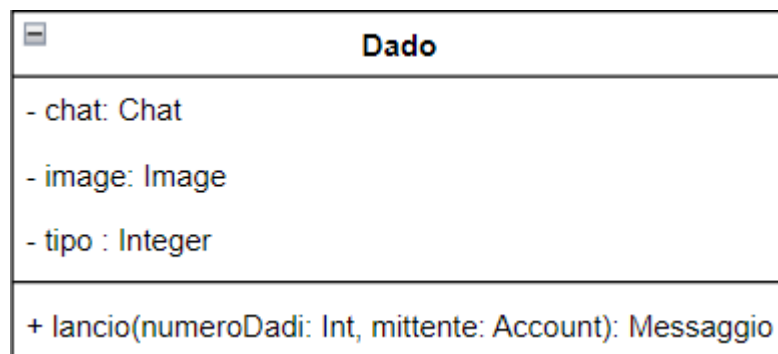 Dado
- chat: Chat
- image: Image
- tipo : Integer
+ lancio(numeroDadi: Int, mittente: Account): Messaggio